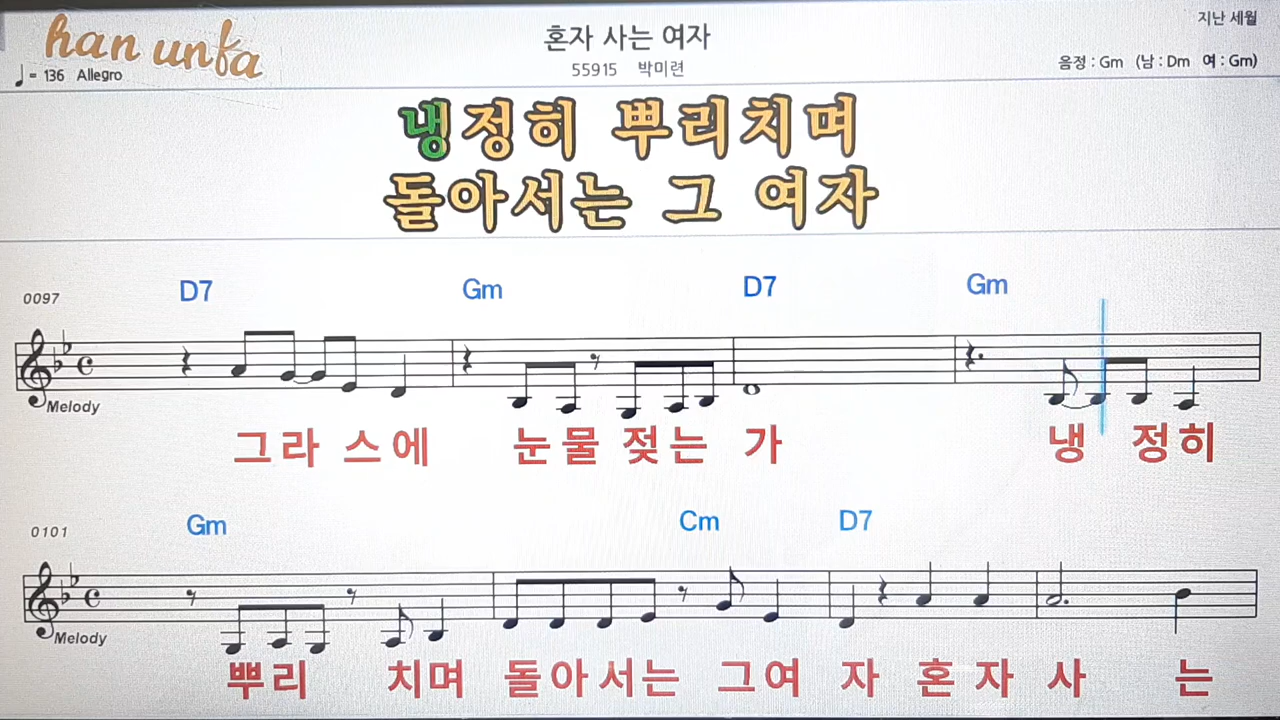 han unfa
혼자 사는 여자
지난 세월
♩= 136 Allegro
55915 박미련
음정 : Gm (남 : Dm 여 : Gm)
냉정히 뿌리치며
돌아서는 그 여자
0097
D7 Gm D7 Gm
Melody
그라 스에 눈물 젖는 가 냉 정히
0101
Gm Cm D7
Melody
뿌리 치며 돌아서는 그여 자 혼 자 사 는